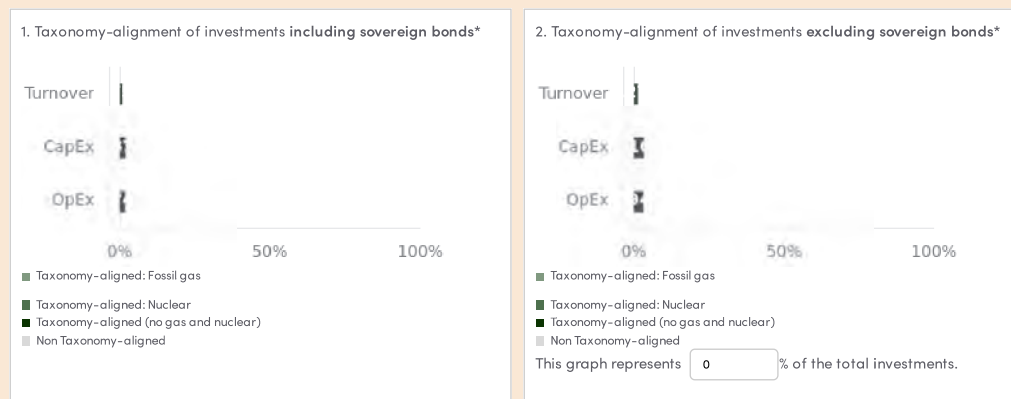 1. Taxonomy-alignment of investments including sovereign bonds*
Turnover
CapEx
OpEx
0%
50%
100%
Taxonomy-aligned: Fossil gas
Taxonomy-aligned: Nuclear
Taxonomy-aligned (no gas and nuclear)
Non Taxonomy-aligned
2. Taxonomy-alignment of investments excluding sovereign bonds*
Turnover
CapEx
OpEx
0%
50%
100%
Taxonomy-aligned: Fossil gas
Taxonomy-aligned: Nuclear
Taxonomy-aligned (no gas and nuclear)
Non Taxonomy-aligned
This graph represents 0 % of the total investments.